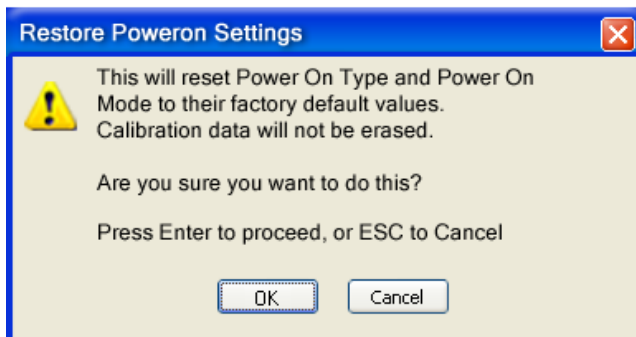 Restore Poweron Settings
This will reset Power On Type and Power On
Mode to their factory default values.
Calibration data will not be erased.
Are you sure you want to do this?
Press Enter to proceed, or ESC to Cancel
OK
Cancel